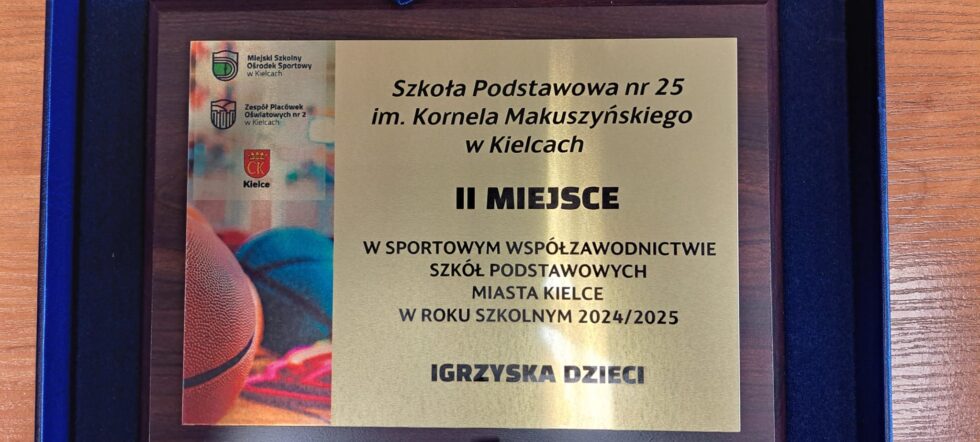 Miejski Szkolny
Ośrodek Sportowy
w Kielcach
Zespół Placówek
Oświatowych nr 2
w Kielcach
CK
Kielce
Szkoła Podstawowa nr 25
im. Kornela Makuszyńskiego
w Kielcach
II MIEJSCE
W SPORTOWYM WSPÓŁZAWODNICTWIE
SZKÓŁ PODSTAWOWYCH
MIASTA KIELCE
W ROKU SZKOLNYM 2024/2025
IGRZYSKA DZIECI